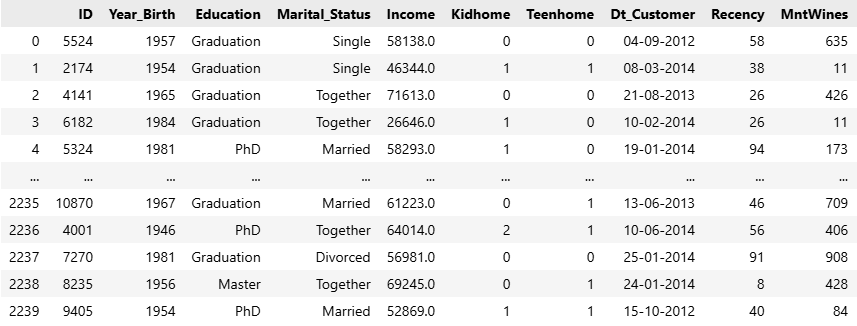 ID Year_Birth Education Marital_Status Income Kidhome Teenhome Dt_Customer Recency MntWines
0 5524 1957 Graduation Single 58138.0 0 0 04-09-2012 58 635
1 2174 1954 Graduation Single 46344.0 1 1 08-03-2014 38 11
2 4141 1965 Graduation Together 71613.0 0 0 21-08-2013 26 426
3 6182 1984 Graduation Together 26646.0 1 0 10-02-2014 26 11
4 5324 1981 PhD Married 58293.0 1 0 19-01-2014 94 173
... ... ... ... ... ... ... ... ... ... ...
2235 10870 1967 Graduation Married 61223.0 0 1 13-06-2013 46 709
2236 4001 1946 PhD Together 64014.0 2 1 10-06-2014 56 406
2237 7270 1981 Graduation Divorced 56981.0 0 0 25-01-2014 91 908
2238 8235 1956 Master Together 69245.0 0 1 24-01-2014 8 428
2239 9405 1954 PhD Married 52869.0 1 1 15-10-2012 40 84